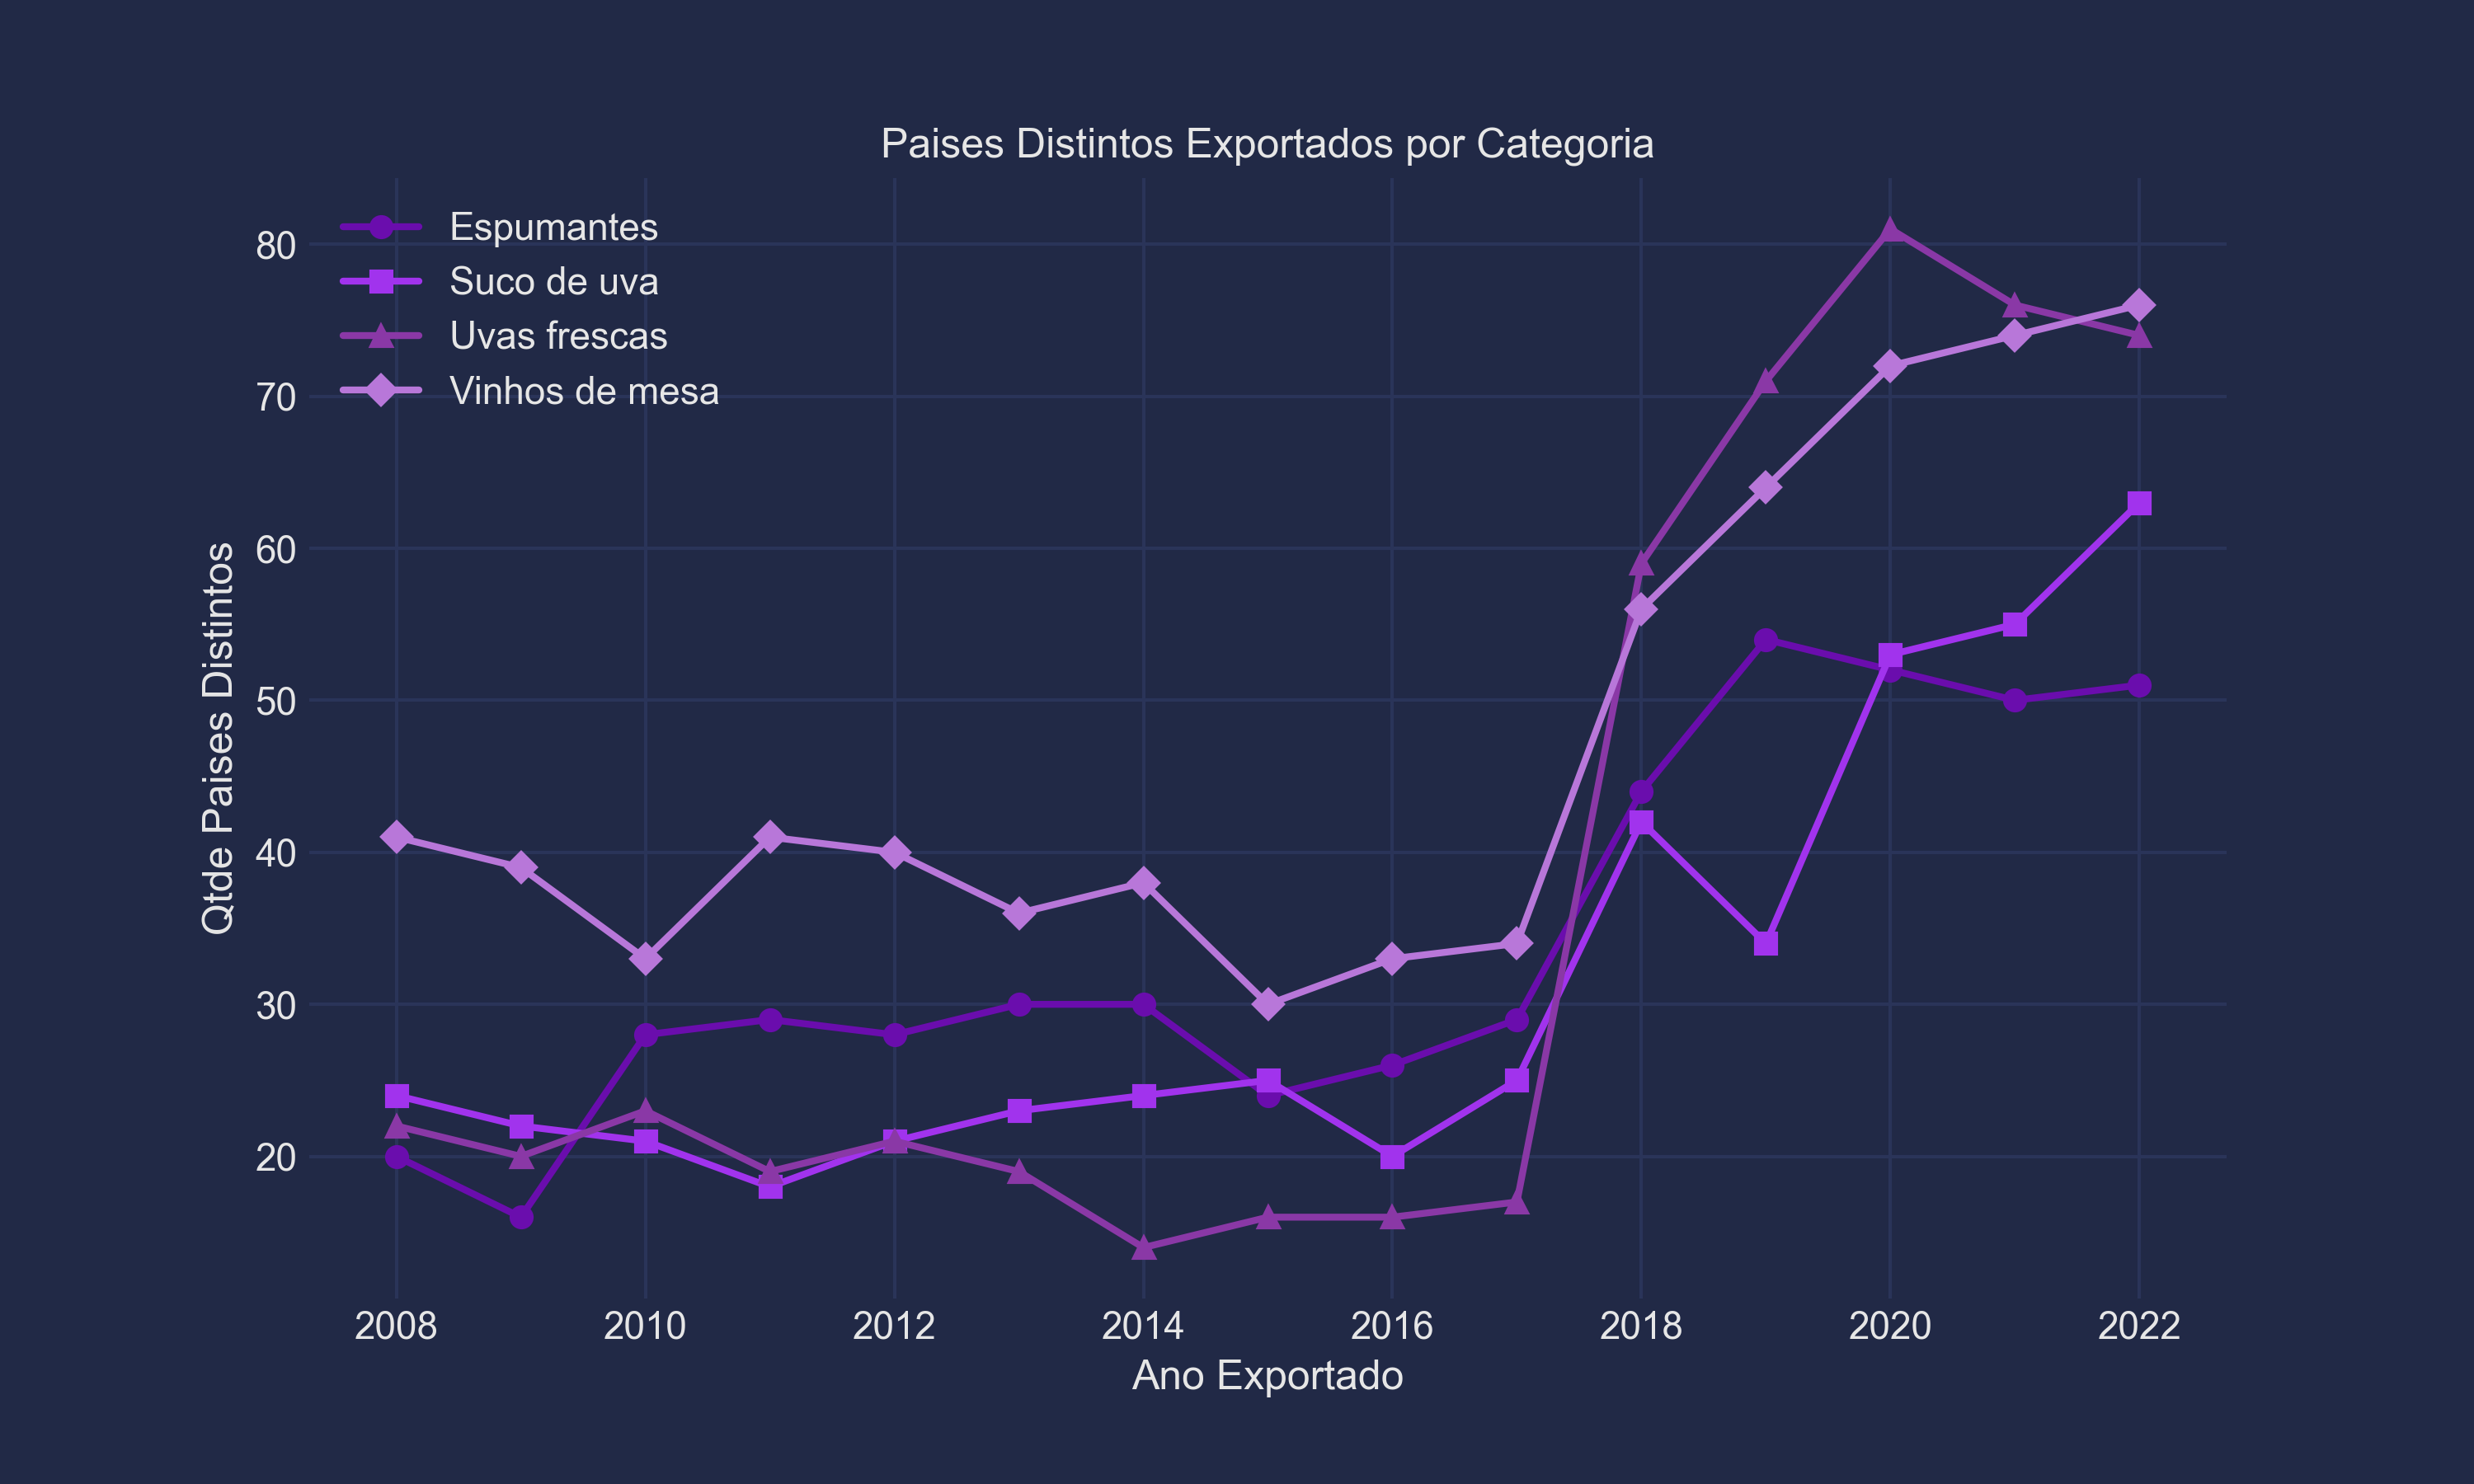 Paises Distintos Exportados por Categoria
Espumantes
Suco de uva
Uvas frescas
Vinhos de mesa
80
70
60
50
40
30
20
Qtde Paises Distintos
2008 2010 2012 2014 2016 2018 2020 2022
Ano Exportado